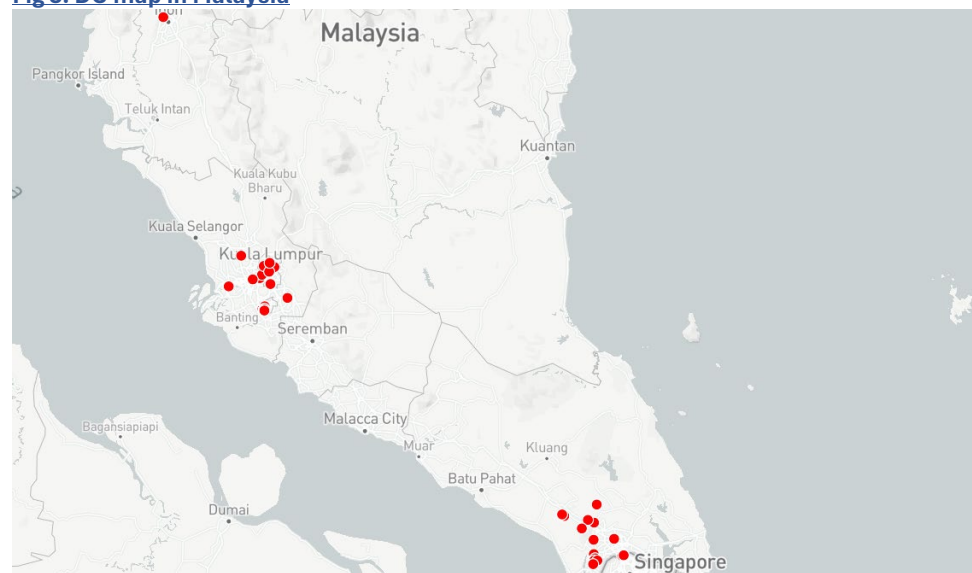 Malaysia
Pangkor Island
Teluk Intan
Kuantan
Kuala Kubu
Bharu
Kuala Selangor
Kuala Lumpur
Banting
Seremban
Malacca City
Bagansiapiapi
Muar
Kluang
Batu Pahat
Dumai
Singapore